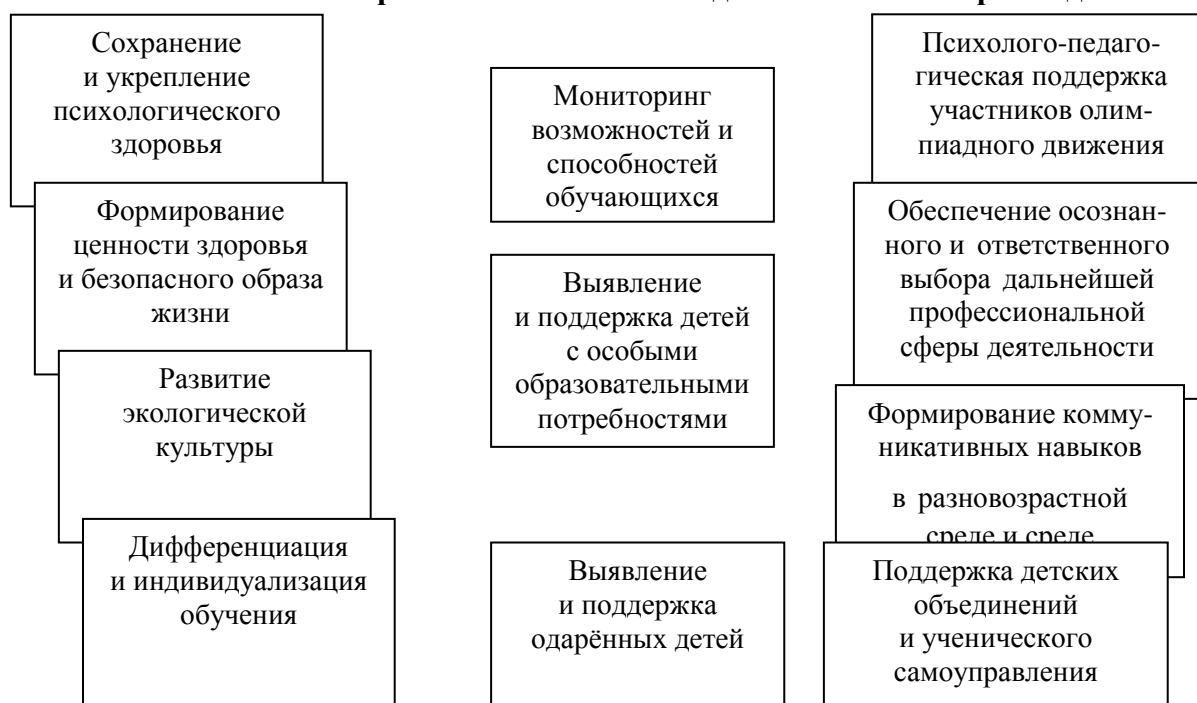 Сохранение
и укрепление
психологического
здоровья
Формирование
ценности здоровья
и безопасного образа
жизни
Развитие
экологической
культуры
Дифференциация
и индивидуализация
обучения
Мониторинг
возможностей и
способностей
обучающихся
Выявление
и поддержка детей
с особыми
образовательными
потребностями
Выявление
и поддержка
одарённых детей
Психолого-педаго-
гическая поддержка
участников олим-
пиадного движения
Обеспечение осознан-
ного и ответственного
выбора дальнейшей
профессиональной
сферы деятельности
Формирование комму-
никативных навыков
в разновозрастной
среде и среде
Поддержка детских
объединений
и ученического
самоуправления